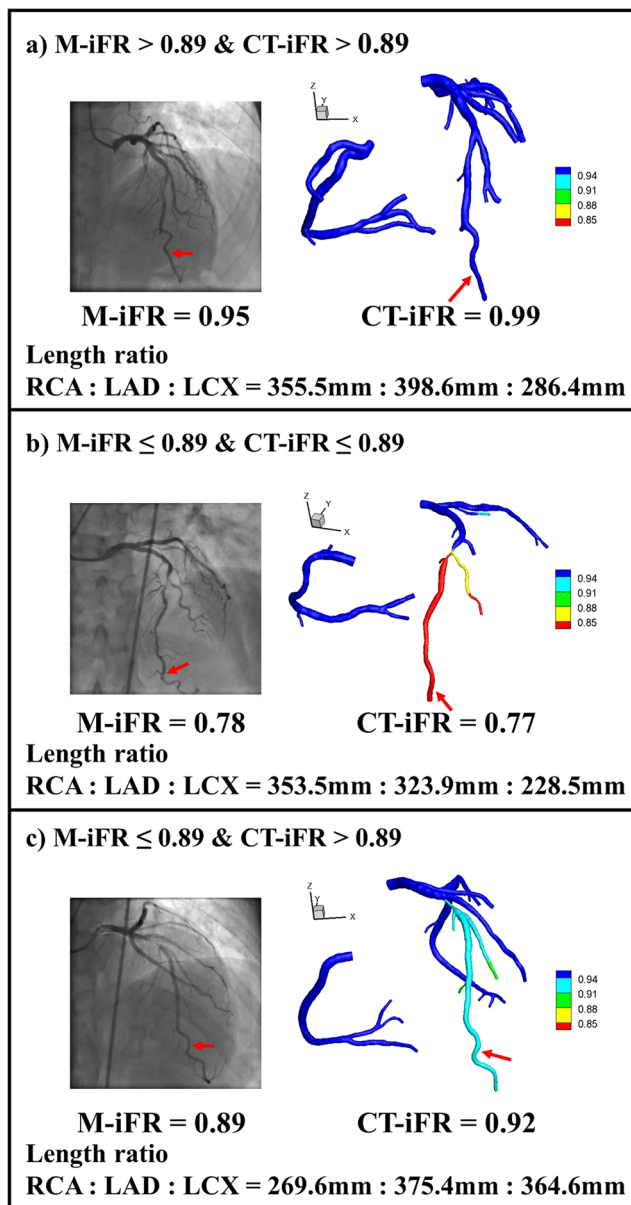 a) M-iFR > 0.89 & CT-iFR > 0.89
Z
Y
X
0.94
0.91
0.88
0.85
M-iFR = 0.95
CT-iFR = 0.99
Length ratio
RCA : LAD : LCX = 355.5mm : 398.6mm : 286.4mm
b) M-iFR ≤ 0.89 & CT-iFR ≤ 0.89
Z
Y
X
0.94
0.91
0.88
0.85
M-iFR = 0.78
CT-iFR = 0.77
Length ratio
RCA : LAD : LCX = 353.5mm : 323.9mm : 228.5mm
c) M-iFR ≤ 0.89 & CT-iFR > 0.89
Z
Y
X
0.94
0.91
0.88
0.85
M-iFR = 0.89
CT-iFR = 0.92
Length ratio
RCA : LAD : LCX = 269.6mm : 375.4mm : 364.6mm